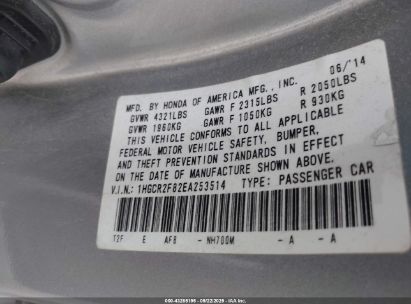 MFD. BY HONDA OF AMERICA MFG., INC. 06/'14
GVWR 4321LBS GAWR F 2315LBS R 2050LBS
GVWR 1960KG GAWR F 1050KG R 930KG
THIS VEHICLE CONFORMS TO ALL APPLICABLE
FEDERAL MOTOR VEHICLE SAFETY, BUMPER,
AND THEFT PREVENTION STANDARDS IN EFFECT
ON THE DATE OF MANUFACTURE SHOWN ABOVE.
V.I.N.: 1HGCR2F82EA253514 TYPE: PASSENGER CAR
T2F E AF8 - NH700M - A - A